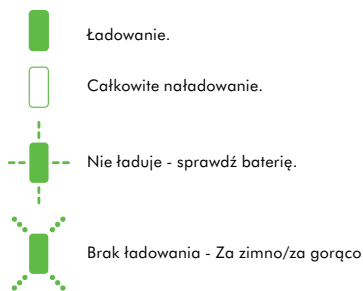 Ładowanie.
Całkowite naładowanie.
Nie ładuje - sprawdź baterię.
Brak ładowania - Za zimno/za gorąco